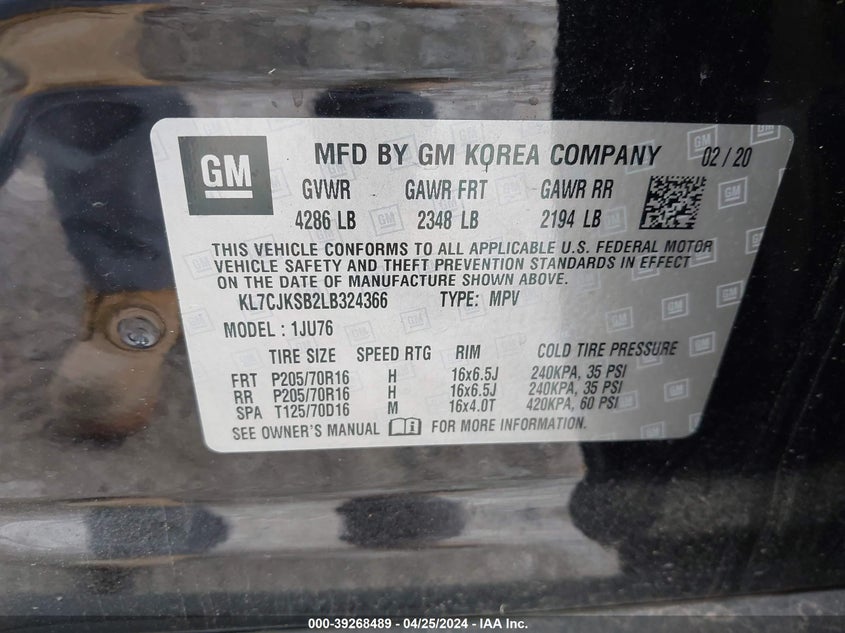 GM MFD BY GM KOREA COMPANY 02 / 20
GVWR GAWR FRT GAWR RR
4286 LB 2348 LB 2194 LB
THIS VEHICLE CONFORMS TO ALL APPLICABLE U.S. FEDERAL MOTOR
VEHICLE SAFETY AND THEFT PREVENTION STANDARDS IN EFFECT
ON THE DATE OF MANUFACTURE SHOWN ABOVE.
KL7CJKSB2LB324366 TYPE: MPV
MODEL : 1JU76
TIRE SIZE SPEED RTG RIM COLD TIRE PRESSURE
FRT P205/70R16 H 16x6.5J 240KPA, 35 PSI
RR P205/70R16 H 16x6.5J 240KPA, 35 PSI
SPA T125/70D16 M 16x4.0T 420KPA, 60 PSI
SEE OWNER'S MANUAL FOR MORE INFORMATION.
000-39268489 - 04/25/2024 - IAA Inc.